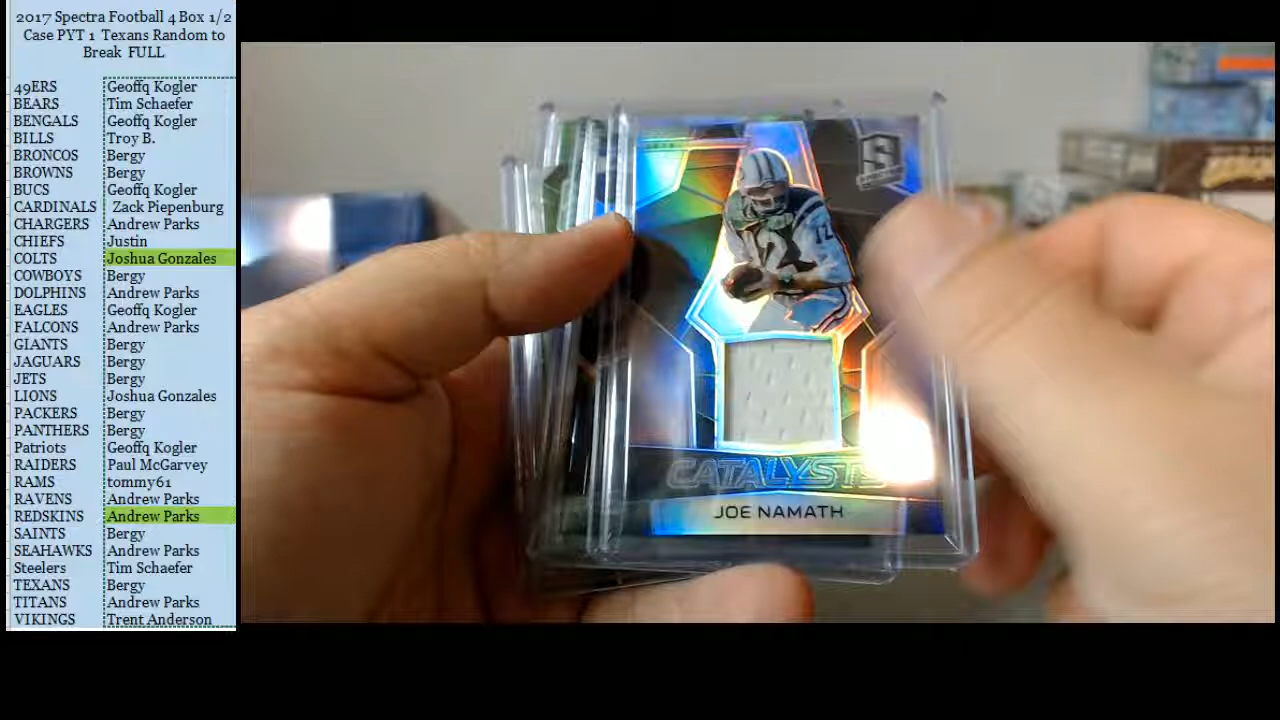 2017 Spectra Football 4 Box 1/2
Case PYT 1 Texans Random to
Break FULL
49ERS Geoffq Kogler
BEARS Tim Schaefer
BENGALS Geoffq Kogler
BILLS Troy B.
BRONCOS Bergy
BROWNS Bergy
BUCS Geoffq Kogler
CARDINALS Zack Piepenburg
CHARGERS Andrew Parks
CHIEFS Justin
COLTS Joshua Gonzales
COWBOYS Bergy
DOLPHINS Andrew Parks
EAGLES Geoffq Kogler
FALCONS Andrew Parks
GIANTS Bergy
JAGUARS Bergy
JETS Bergy
LIONS Joshua Gonzales
PACKERS Bergy
PANTHERS Bergy
Patriots Geoffq Kogler
RAIDERS Paul McGarvey
RAMS tommy61
RAVENS Andrew Parks
REDSKINS Andrew Parks
SAINTS Bergy
SEAHAWKS Andrew Parks
Steelers Tim Schaefer
TEXANS Bergy
TITANS Andrew Parks
VIKINGS Trent Anderson
S
12
12
CATALYSTS
JOE NAMATH